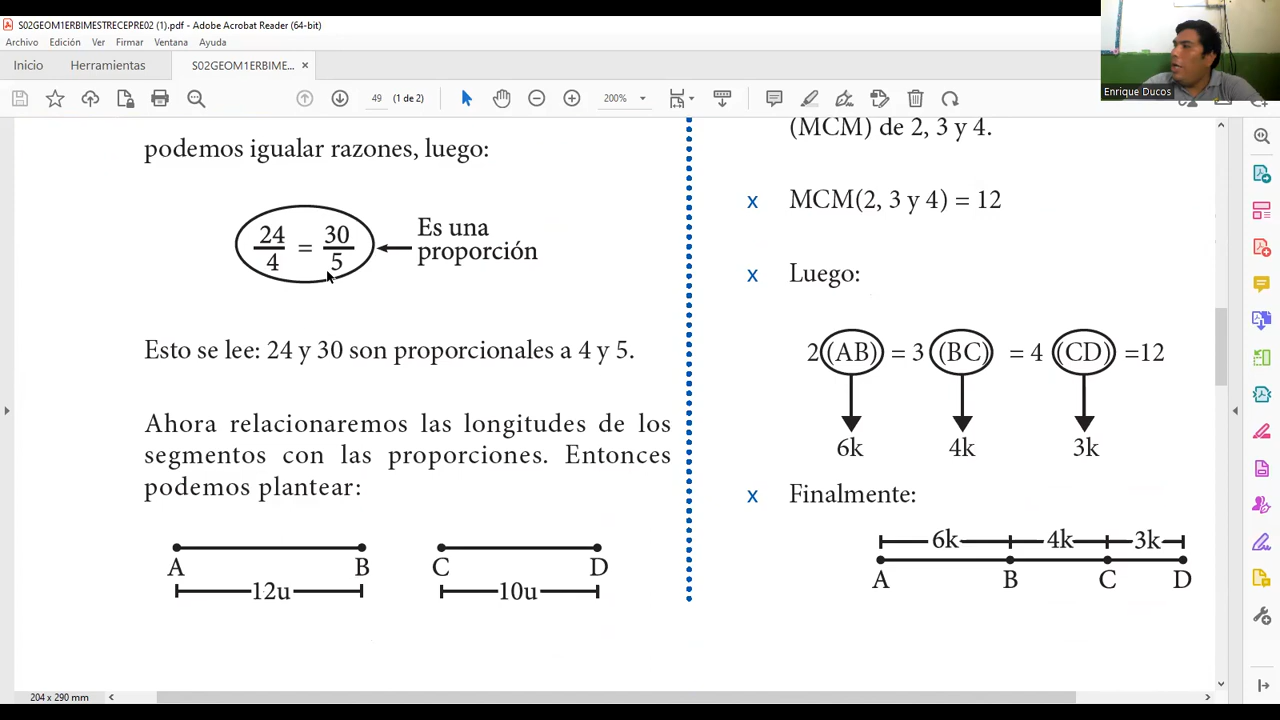 S02GEOM1ERBIMESTRECEPRE02 (1).pdf - Adobe Acrobat Reader (64-bit)
Archivo Edición Ver Firmar Ventana Ayuda
Inicio Herramientas S02GEOM1ERBIME... ×
49 (1 de 2) 200%
Enrique Ducos
podemos igualar razones, luego:
24/4 = 30/5
Es una
proporción
Esto se lee: 24 y 30 son proporcionales a 4 y 5.
Ahora relacionaremos las longitudes de los
segmentos con las proporciones. Entonces
podemos plantear:
A B C D
12u 10u
(MCM) de 2, 3 y 4.
x MCM(2, 3 y 4) = 12
x Luego:
2 (AB) = 3 (BC) = 4 (CD) =12
6k 4k 3k
x Finalmente:
6k 4k 3k
A B C D
204 x 290 mm